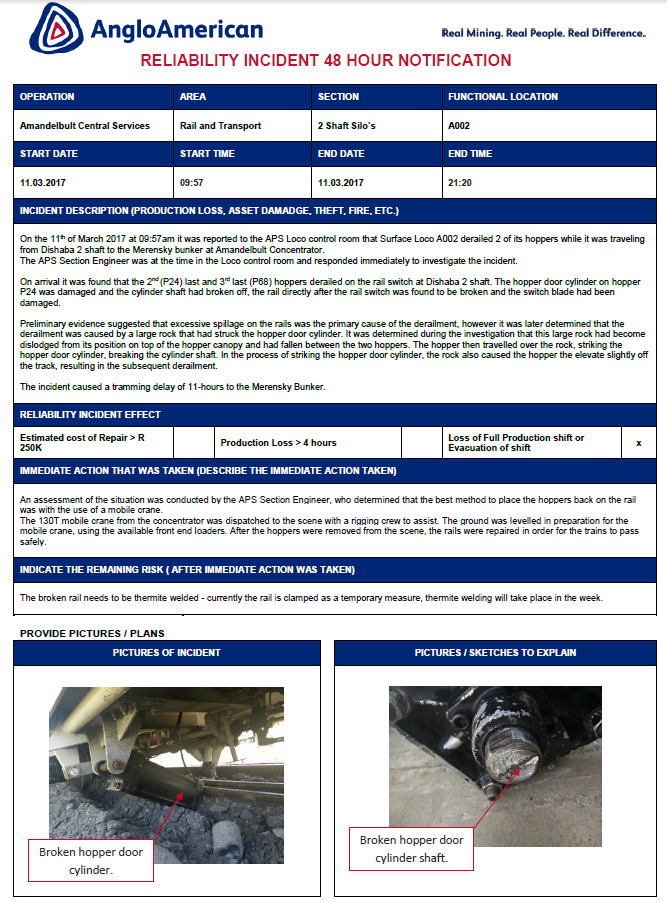 AngloAmerican
Real Mining. Real People. Real Difference.
RELIABILITY INCIDENT 48 HOUR NOTIFICATION
OPERATION AREA SECTION FUNCTIONAL LOCATION
Amandelbult Central Services Rail and Transport 2 Shaft Silo's A002
START DATE START TIME END DATE END TIME
11.03.2017 09:57 11.03.2017 21:20
INCIDENT DESCRIPTION (PRODUCTION LOSS, ASSET DAMADGE, THEFT, FIRE, ETC.)
On the 11th of March 2017 at 09:57am it was reported to the APS Loco control room that Surface Loco A002 derailed 2 of its hoppers while it was traveling
from Dishaba 2 shaft to the Merensky bunker at Amandelbult Concentrator.
The APS Section Engineer was at the time in the Loco control room and responded immediately to investigate the incident.
On arrival it was found that the 2nd (P24) last and 3rd last (P68) hoppers derailed on the rail switch at Dishaba 2 shaft. The hopper door cylinder on hopper
P24 was damaged and the cylinder shaft had broken off, the rail directly after the rail switch was found to be broken and the switch blade had been
damaged.
Preliminary evidence suggested that excessive spillage on the rails was the primary cause of the derailment, however it was later determined that the
derailment was caused by a large rock that had struck the hopper door cylinder. It was determined during the investigation that this large rock had become
dislodged from its position on top of the hopper canopy and had fallen between the two hoppers. The hopper then travelled over the rock, striking the
hopper door cylinder, breaking the cylinder shaft. In the process of striking the hopper door cylinder, the rock also caused the hopper the elevate slightly off
the track, resulting in the subsequent derailment.
The incident caused a tramming delay of 11-hours to the Merensky Bunker.
RELIABILITY INCIDENT EFFECT
Estimated cost of Repair > R
250K
Production Loss > 4 hours
Loss of Full Production shift or
Evacuation of shift
x
IMMEDIATE ACTION THAT WAS TAKEN (DESCRIBE THE IMMEDIATE ACTION TAKEN)
An assessment of the situation was conducted by the APS Section Engineer, who determined that the best method to place the hoppers back on the rail
was with the use of a mobile crane.
The 130T mobile crane from the concentrator was dispatched to the scene with a rigging crew to assist. The ground was levelled in preparation for the
mobile crane, using the available front end loaders. After the hoppers were removed from the scene, the rails were repaired in order for the trains to pass
safely.
INDICATE THE REMAINING RISK ( AFTER IMMEDIATE ACTION WAS TAKEN)
The broken rail needs to be thermite welded - currently the rail is clamped as a temporary measure, thermite welding will take place in the week.
PROVIDE PICTURES / PLANS
PICTURES OF INCIDENT PICTURES / SKETCHES TO EXPLAIN
Broken hopper door
cylinder.
Broken hopper door
cylinder shaft.